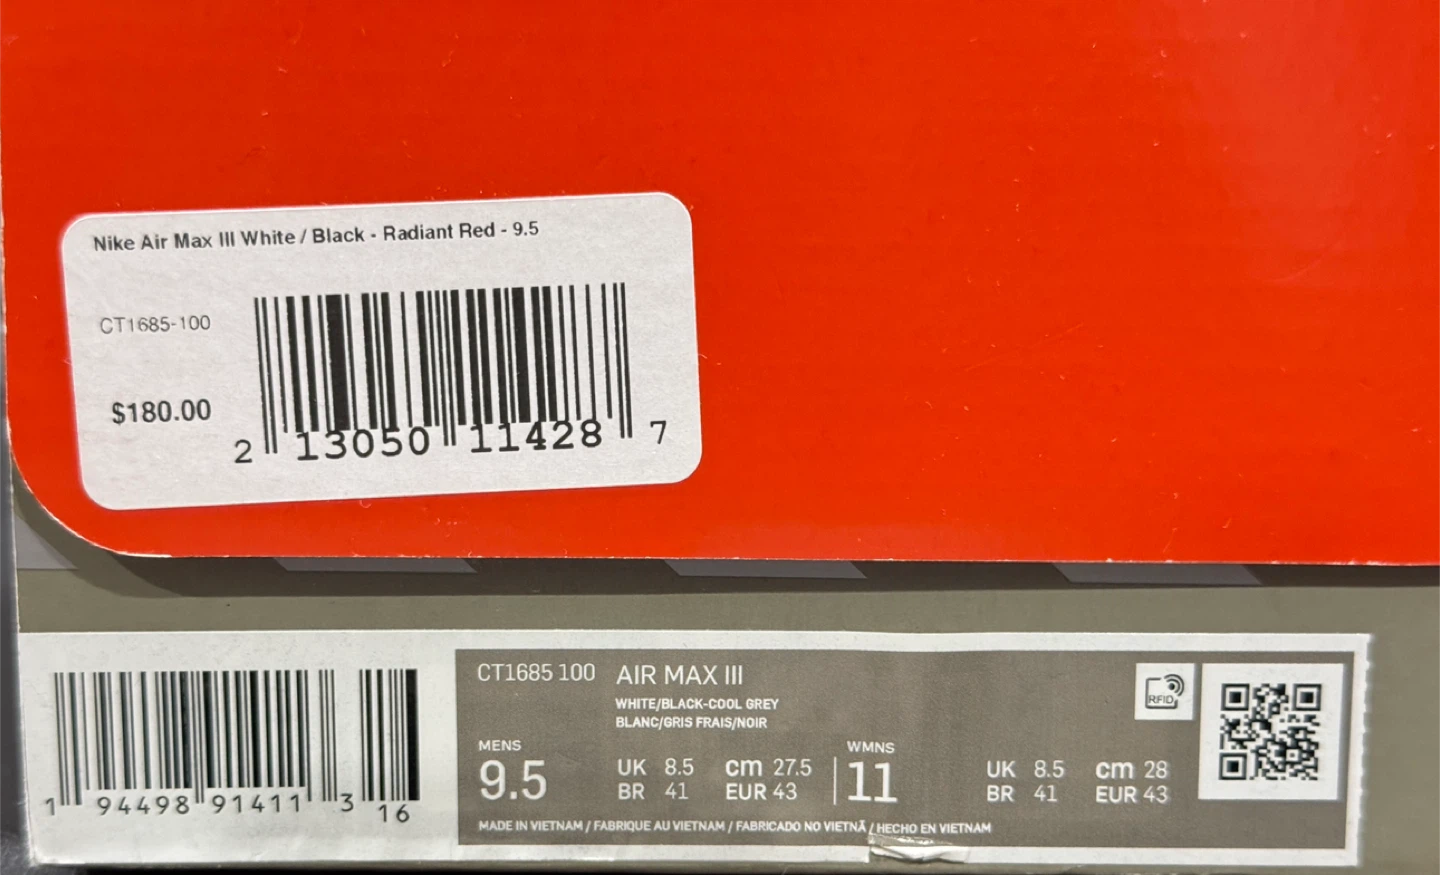 Nike Air Max III White / Black - Radiant Red - 9.5
CT1685-100
$180.00
2 13050 11428 7
CT1685 100 AIR MAX III
WHITE/BLACK-COOL GREY
BLANC/GRIS FRAIS/NOIR
RFID
MENS
9.5
UK 8.5 cm 27.5
BR 41 EUR 43
WMNS
11
UK 8.5 cm 28
BR 41 EUR 43
MADE IN VIETNAM / FABRIQUE AU VIETNAM / FABRICADO NO VIETNÃ / HECHO EN VIETNAM
1 94498 91411 3 16